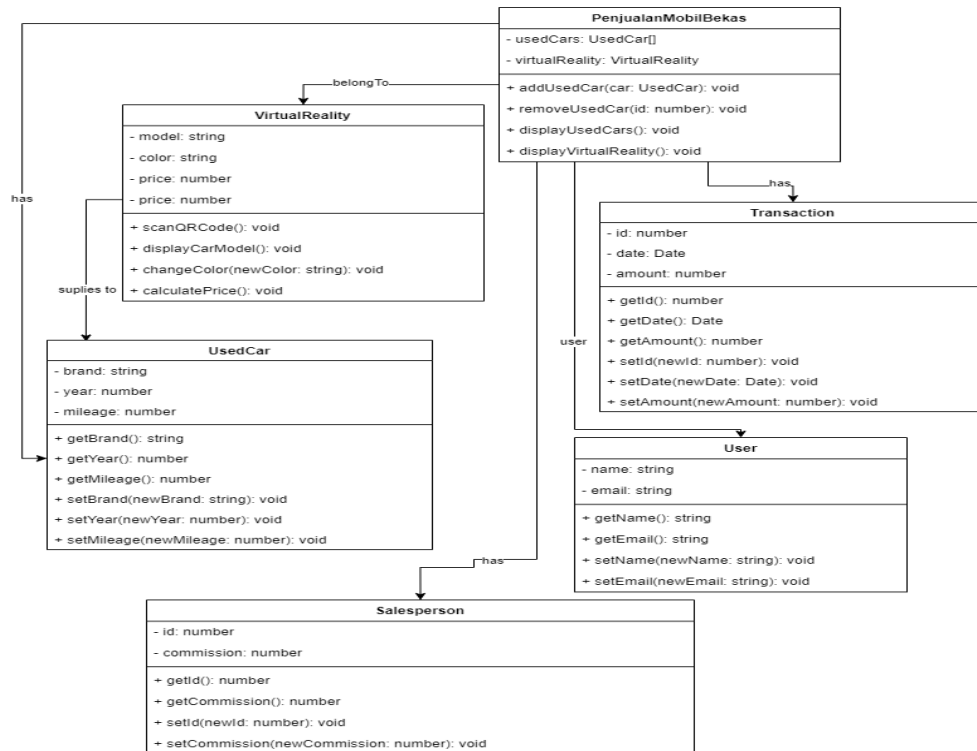 PenjualanMobilBekas
- usedCars: UsedCar[]
- virtualReality: VirtualReality
+ addUsedCar(car: UsedCar): void
+ removeUsedCar(id: number): void
+ displayUsedCars(): void
+ displayVirtualReality(): void
belongTo
VirtualReality
- model: string
- color: string
- price: number
- price: number
+ scanQRCode(): void
+ displayCarModel(): void
+ changeColor(newColor: string): void
+ calculatePrice(): void
has
has
Transaction
- id: number
- date: Date
- amount: number
+ getId(): number
+ getDate(): Date
+ getAmount(): number
+ setId(newId: number): void
+ setDate(newDate: Date): void
+ setAmount(newAmount: number): void
suplies to
user
UsedCar
- brand: string
- year: number
- mileage: number
+ getBrand(): string
+ getYear(): number
+ getMileage(): number
+ setBrand(newBrand: string): void
+ setYear(newYear: number): void
+ setMileage(newMileage: number): void
User
- name: string
- email: string
+ getName(): string
+ getEmail(): string
+ setName(newName: string): void
+ setEmail(newEmail: string): void
has
Salesperson
- id: number
- commission: number
+ getId(): number
+ getCommission(): number
+ setId(newId: number): void
+ setCommission(newCommission: number): void